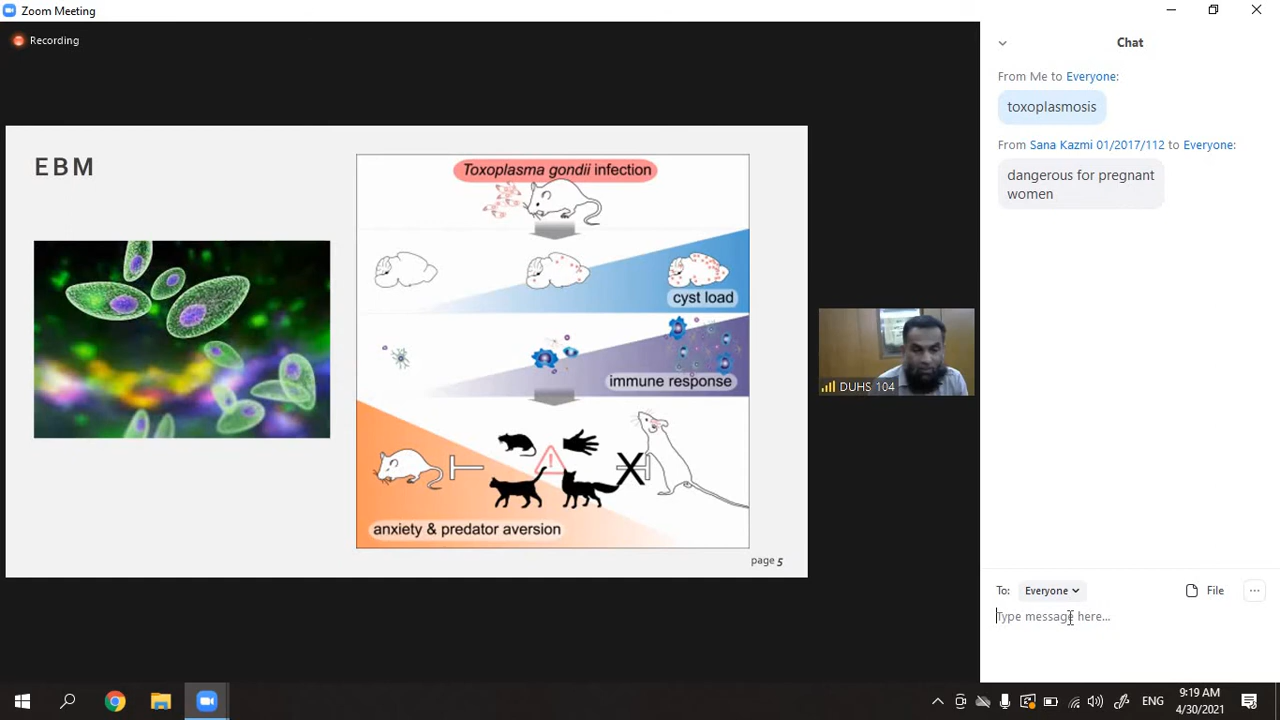 Zoom Meeting
Recording
EBM
Toxoplasma gondii infection
cyst load
immune response
anxiety & predator aversion
page 5
DUHS 104
Chat
From Me to Everyone:
toxoplasmosis
From Sana Kazmi 01/2017/112 to Everyone:
dangerous for pregnant
women
To: Everyone File
Type message here...
ENG
9:19 AM
4/30/2021